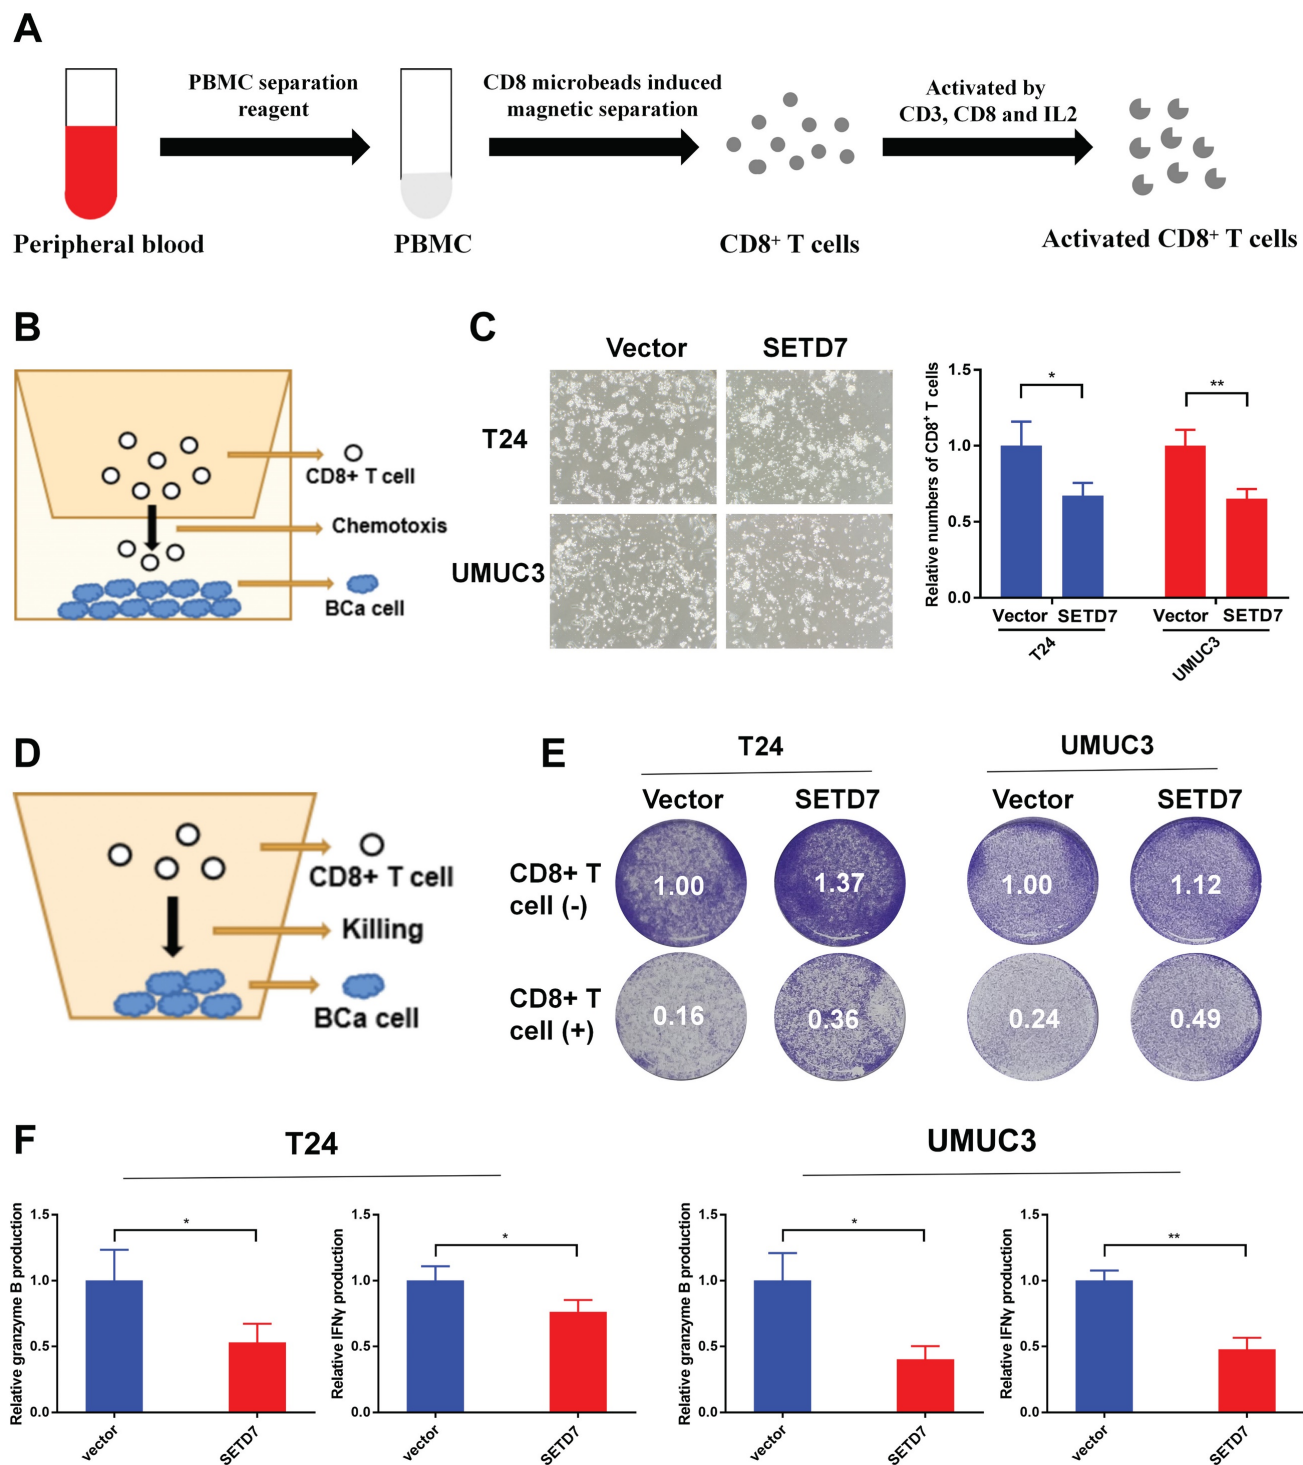 A
PBMC separation
reagent
CD8 microbeads induced
magnetic separation
Activated by
CD3, CD8 and IL2
Peripheral blood
PBMC
CD8⁺ T cells
Activated CD8⁺ T cells
B
CD8+ T cell
Chemotoxis
BCa cell
C
Vector
SETD7
T24
UMUC3
Relative numbers of CD8⁺ T cells
1.5
1.0
0.5
0.0
*
**
Vector SETD7
Vector SETD7
T24
UMUC3
D
CD8+ T cell
Killing
BCa cell
E
T24
UMUC3
Vector
SETD7
Vector
SETD7
CD8+ T
cell (-)
1.00
1.37
1.00
1.12
CD8+ T
cell (+)
0.16
0.36
0.24
0.49
F
T24
UMUC3
Relative granzyme B production
1.5
1.0
0.5
0.0
*
vector
SETD7
Relative IFNγ production
1.5
1.0
0.5
0.0
*
vector
SETD7
Relative granzyme B production
1.5
1.0
0.5
0.0
*
vector
SETD7
Relative IFNγ production
1.5
1.0
0.5
0.0
**
vector
SETD7